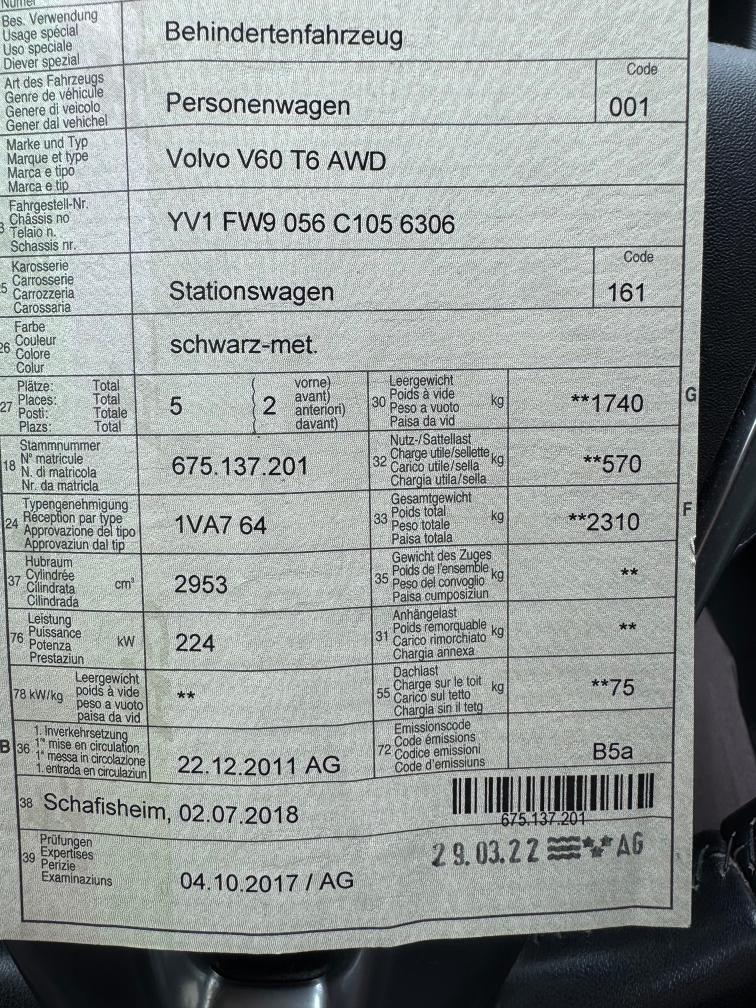 Numer
Bes. Verwendung
Usage spécial
Uso speciale
Diever spezial
Behindertenfahrzeug
Art des Fahrzeugs
Genre de véhicule
Genere di veicolo
Gener dal vehichel
Personenwagen
Code
001
Marke und Typ
Marque et type
Marca e tipo
Marca e tip
Volvo V60 T6 AWD
3
Fahrgestell-Nr.
Châssis no
Telaio n.
Schassis nr.
YV1 FW9 056 C105 6306
5
Karosserie
Carrosserie
Carrozzeria
Carossaria
Stationswagen
Code
161
26
Farbe
Couleur
Colore
Colur
schwarz-met.
27
Plätze: Total
Places: Total
Posti: Totale
Plazs: Total
5
( 2 vorne)
( avant)
( anteriori)
( davant)
30
Leergewicht
Poids à vide
Peso a vuoto
Paisa da vid
kg
**1740
G
18
Stammnummer
N° matricule
N. di matricola
Nr. da matricla
675.137.201
32
Nutz-/Sattellast
Charge utile/sellette
Carico utile/sella
Chargia utila/sella
kg
**570
24
Typengenehmigung
Réception par type
Approvazione del tipo
Approvaziun dal tip
1VA7 64
33
Gesamtgewicht
Poids total
Peso totale
Paisa totala
kg
**2310
F
37
Hubraum
Cylindrée
Cilindrata
Cilindrada
cm³
2953
35
Gewicht des Zuges
Poids de l'ensemble
Peso del convoglio
Paisa cumposiziun
kg
**
76
Leistung
Puissance
Potenza
Prestaziun
kW
224
31
Anhängelast
Poids remorquable
Carico rimorchiato
Chargia annexa
kg
**
78 kW/kg
Leergewicht
poids à vide
peso a vuoto
paisa da vid
**
55
Dachlast
Charge sur le toit
Carico sul tetto
Chargia sin il tetg
kg
**75
B
36
1. Inverkehrsetzung
1re mise en circulation
1a messa in circolazione
1. entrada en circulaziun
22.12.2011 AG
72
Emissionscode
Code émissions
Codice emissioni
Code d'emissiuns
B5a
38 Schafisheim, 02.07.2018
675.137.201
39
Prüfungen
Expertises
Perizie
Examinaziuns
04.10.2017 / AG
29.03.22 AG